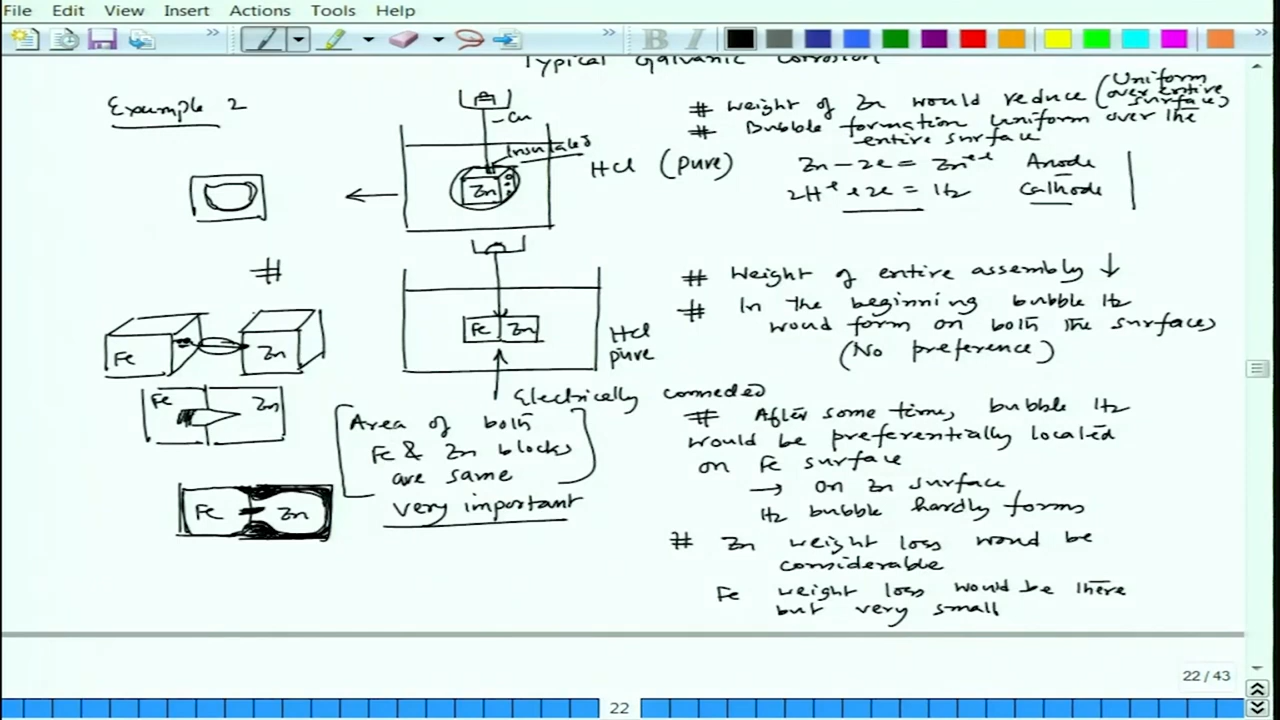 File Edit View Insert Actions Tools Help
Typical Galvanic Corrosion
Example 2
Cu
Insulated
Zn
HCl (pure)
# Weight of Zn would reduce (Uniform over entire surface)
# Bubble formation uniform over the
entire surface
Zn - 2e = Zn++ Anode
2H+ + 2e = H2 Cathode
#
Fe Zn
Fe Zn
HCl
pure
Electrically connected
Fe Zn
Area of both
Fe & Zn blocks
are same
very important
Fe Zn
# Weight of entire assembly ↓
# In the beginning bubble H2
would form on both the surfaces
(No preference)
# After some time, bubble H2
would be preferentially located
on Fe surface
→ on Zn surface
H2 bubble hardly forms
# Zn weight loss would be
considerable
Fe weight loss would be there
but very small
22 / 43
22